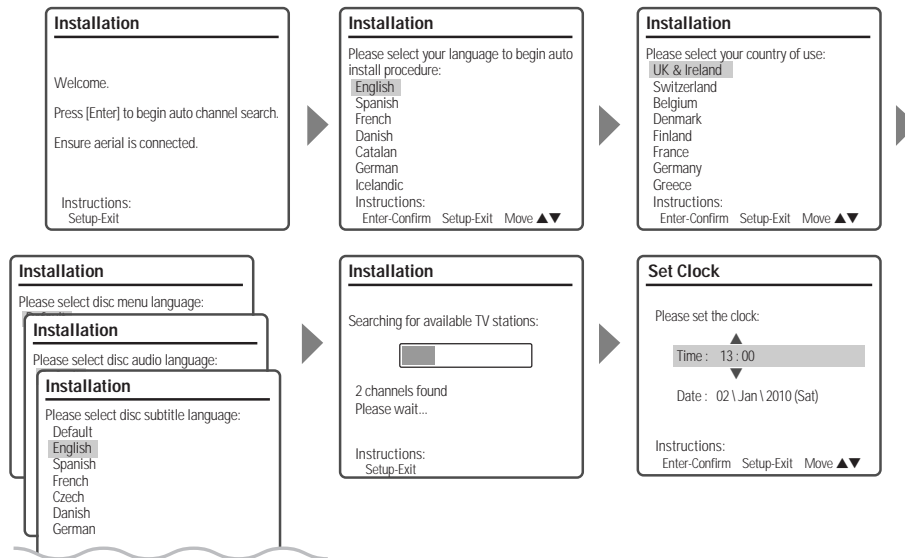 Installation
Welcome.
Press [Enter] to begin auto channel search.
Ensure aerial is connected.
Instructions:
Setup-Exit
Installation
Please select your language to begin auto
install procedure:
English
Spanish
French
Danish
Catalan
German
Icelandic
Instructions:
Enter-Confirm Setup-Exit Move ▲▼
Installation
Please select your country of use:
UK & Ireland
Switzerland
Belgium
Denmark
Finland
France
Germany
Greece
Instructions:
Enter-Confirm Setup-Exit Move ▲▼
Installation
Please select disc menu language:
Installation
Please select disc audio language:
Installation
Please select disc subtitle language:
Default
English
Spanish
French
Czech
Danish
German
Installation
Searching for available TV stations:
2 channels found
Please wait...
Instructions:
Setup-Exit
Set Clock
Please set the clock:
▲
Time : 13 : 00
▼
Date : 02 \ Jan \ 2010 (Sat)
Instructions:
Enter-Confirm Setup-Exit Move ▲▼